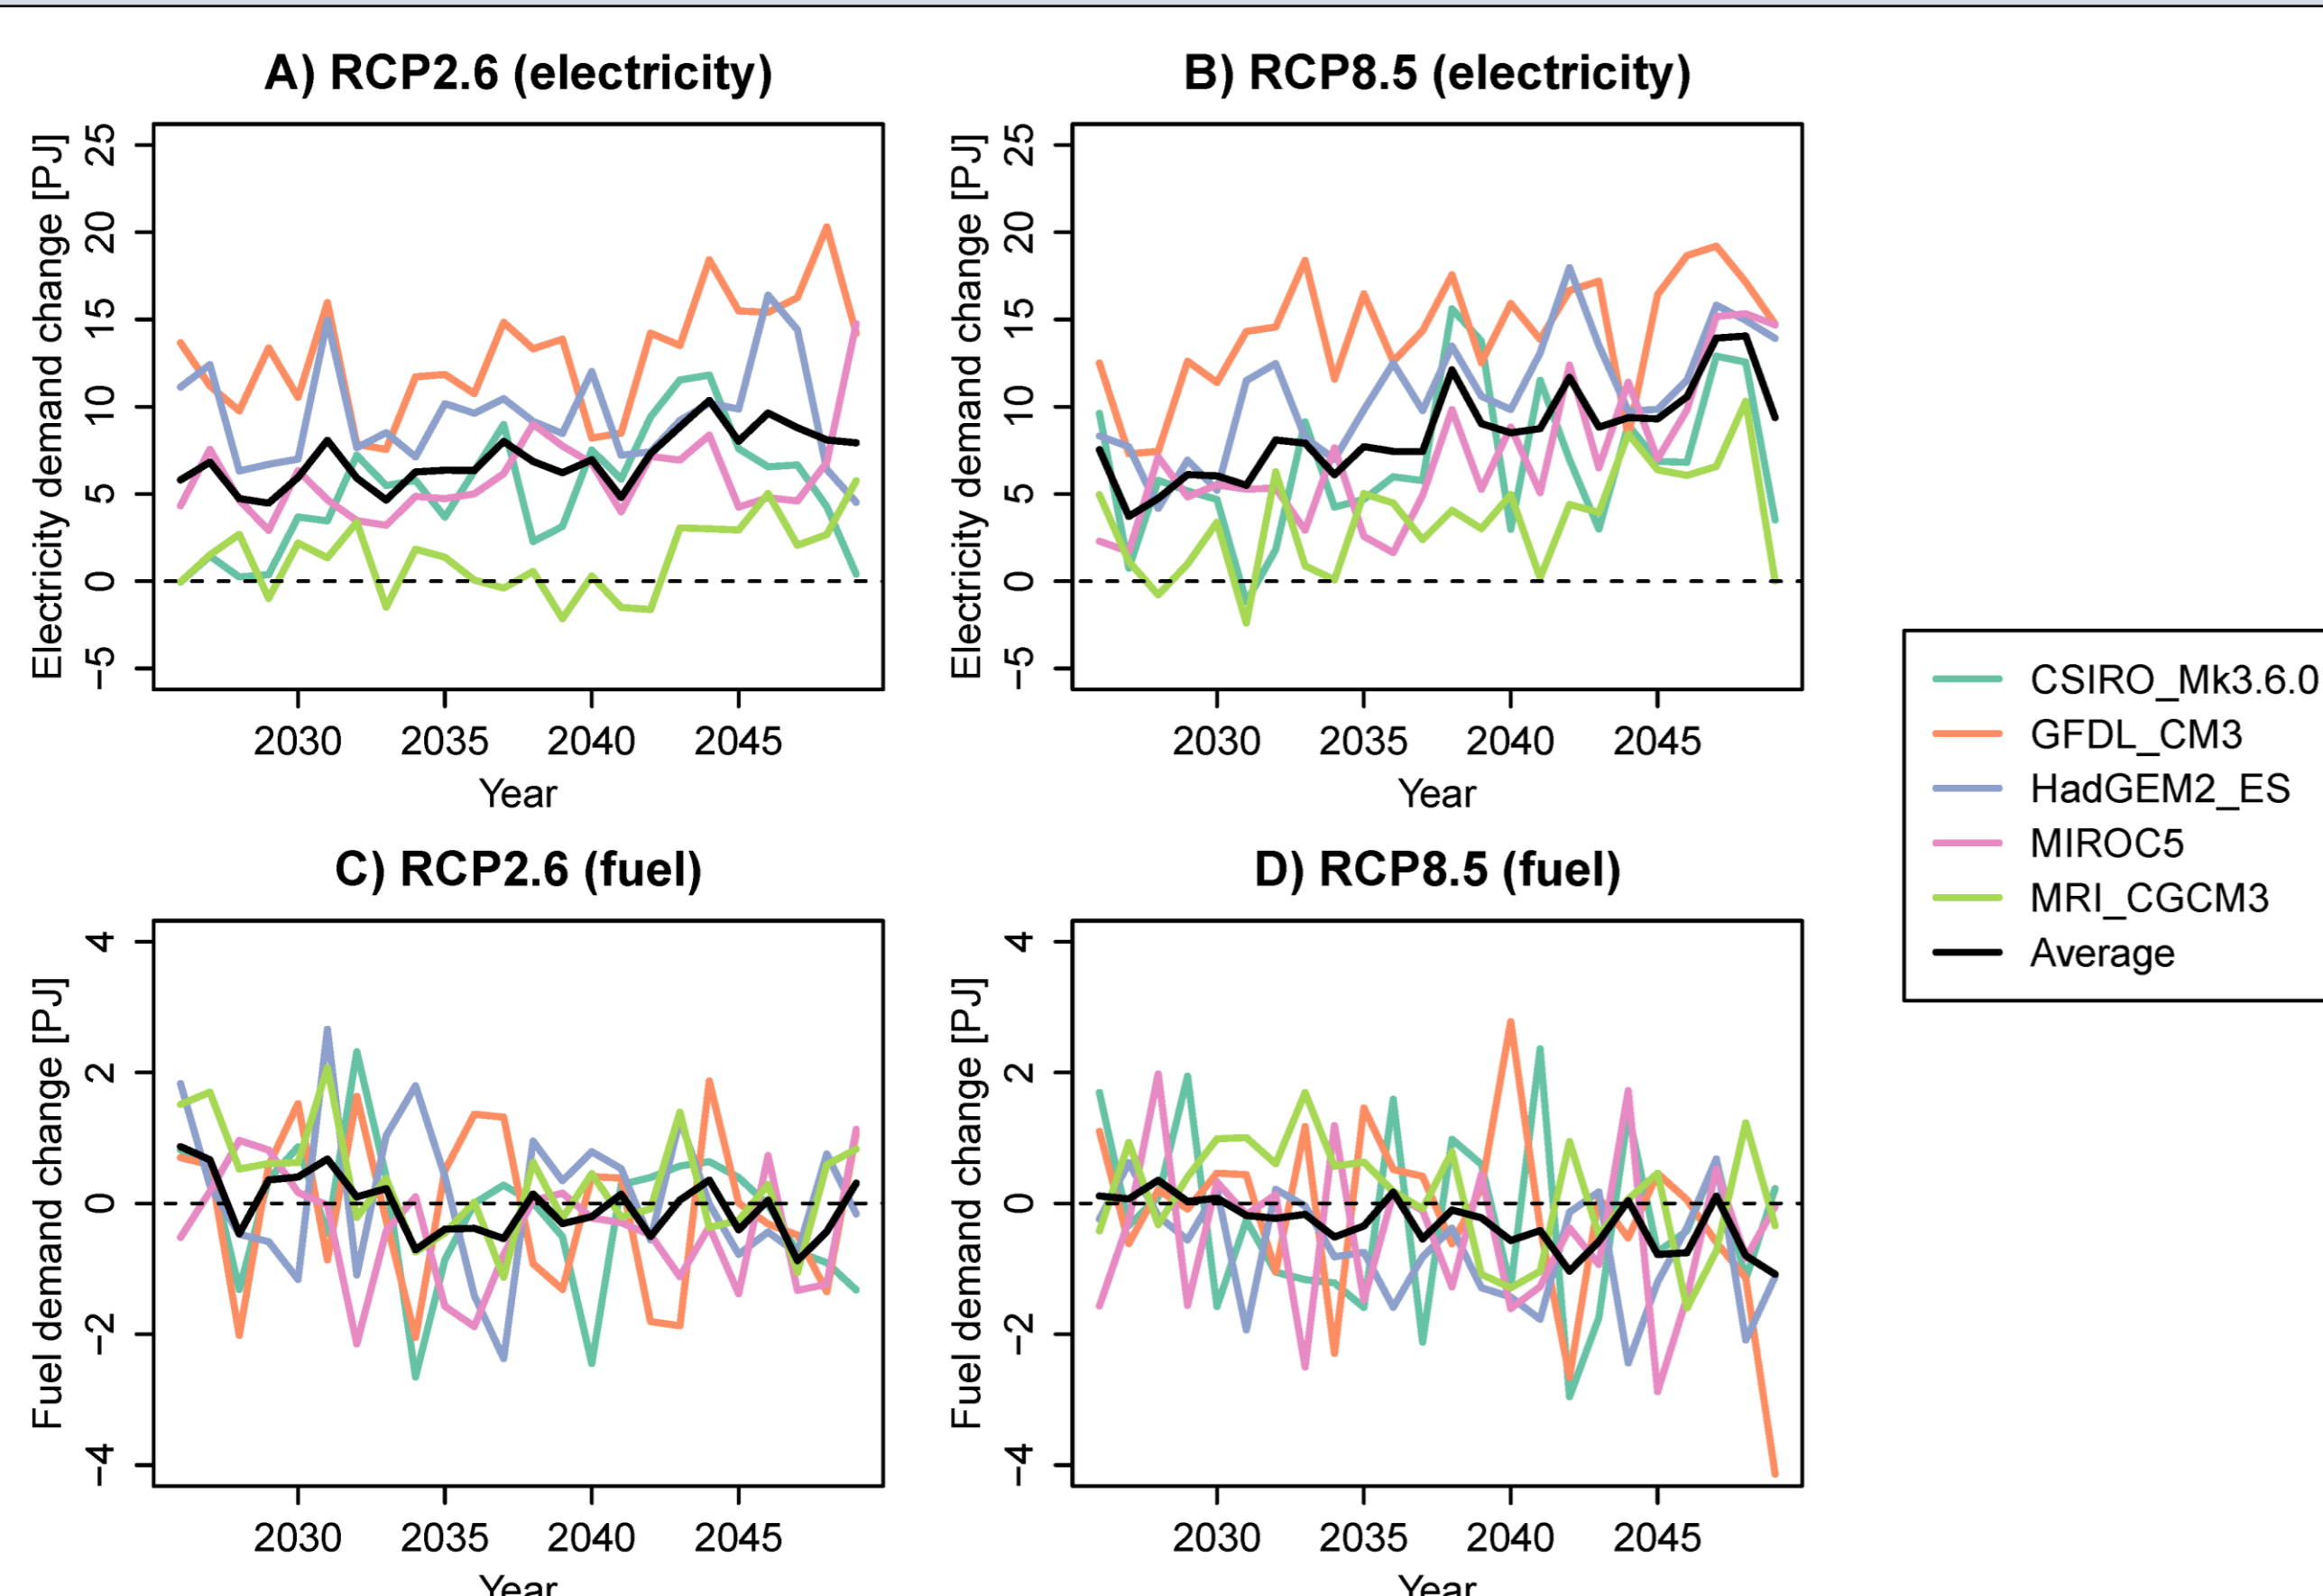 A) RCP2.6 (electricity)
Electricity demand change [PJ]
25
20
15
10
5
0
−5
2030 2035 2040 2045
Year
B) RCP8.5 (electricity)
Electricity demand change [PJ]
25
20
15
10
5
0
−5
2030 2035 2040 2045
Year
C) RCP2.6 (fuel)
Fuel demand change [PJ]
4
2
0
−2
−4
2030 2035 2040 2045
Year
D) RCP8.5 (fuel)
Fuel demand change [PJ]
4
2
0
−2
−4
2030 2035 2040 2045
Year
CSIRO_Mk3.6.0
GFDL_CM3
HadGEM2_ES
MIROC5
MRI_CGCM3
Average